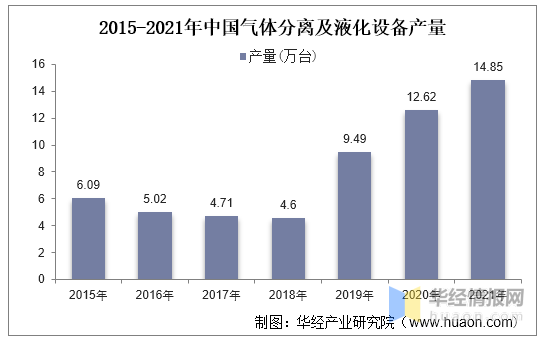 2015-2021年中国气体分离及液化设备产量
产量(万台)
16
14
12
10
8
6
4
2
0
6.09
5.02
4.71
4.6
9.49
12.62
14.85
2015年
2016年
2017年
2018年
2019年
2020年
2021年
华经情报网
huaon.com
制图：华经产业研究院（www.huaon.com）